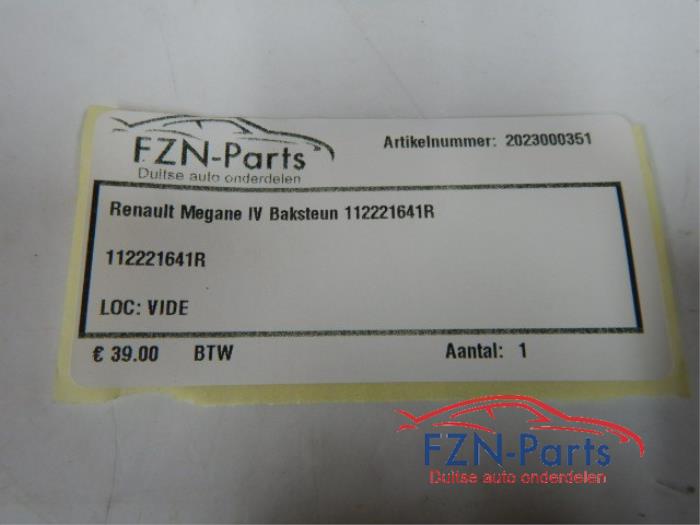 FZN-Parts
Duitse auto onderdelen
Artikelnummer: 2023000351
Renault Megane IV Baksteun 112221641R
112221641R
LOC: VIDE
€ 39.00 BTW Aantal: 1
FZN-Parts
Duitse auto onderdelen